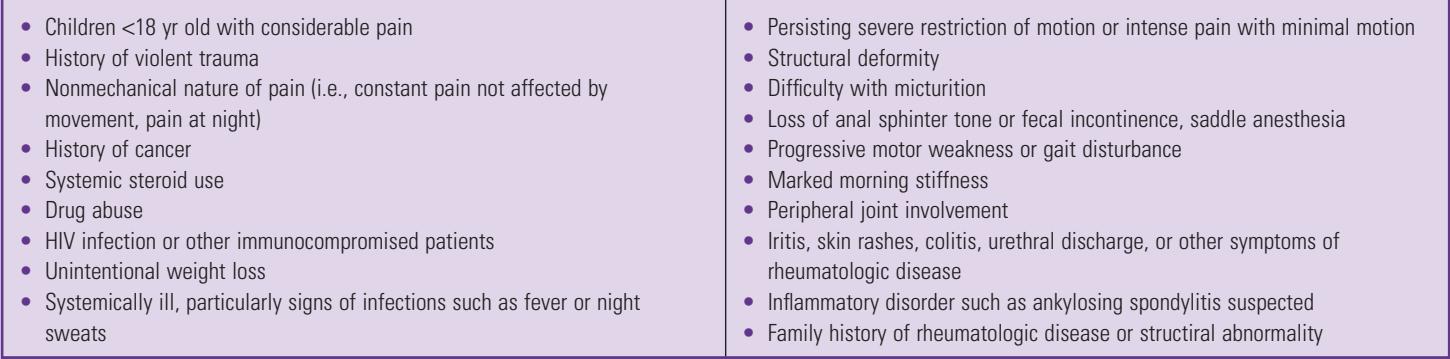 • Children <18 yr old with considerable pain
• History of violent trauma
• Nonmechanical nature of pain (i.e., constant pain not affected by
movement, pain at night)
• History of cancer
• Systemic steroid use
• Drug abuse
• HIV infection or other immunocompromised patients
• Unintentional weight loss
• Systemically ill, particularly signs of infections such as fever or night
sweats
• Persisting severe restriction of motion or intense pain with minimal motion
• Structural deformity
• Difficulty with micturition
• Loss of anal sphinter tone or fecal incontinence, saddle anesthesia
• Progressive motor weakness or gait disturbance
• Marked morning stiffness
• Peripheral joint involvement
• Iritis, skin rashes, colitis, urethral discharge, or other symptoms of
rheumatologic disease
• Inflammatory disorder such as ankylosing spondylitis suspected
• Family history of rheumatologic disease or structiral abnormality